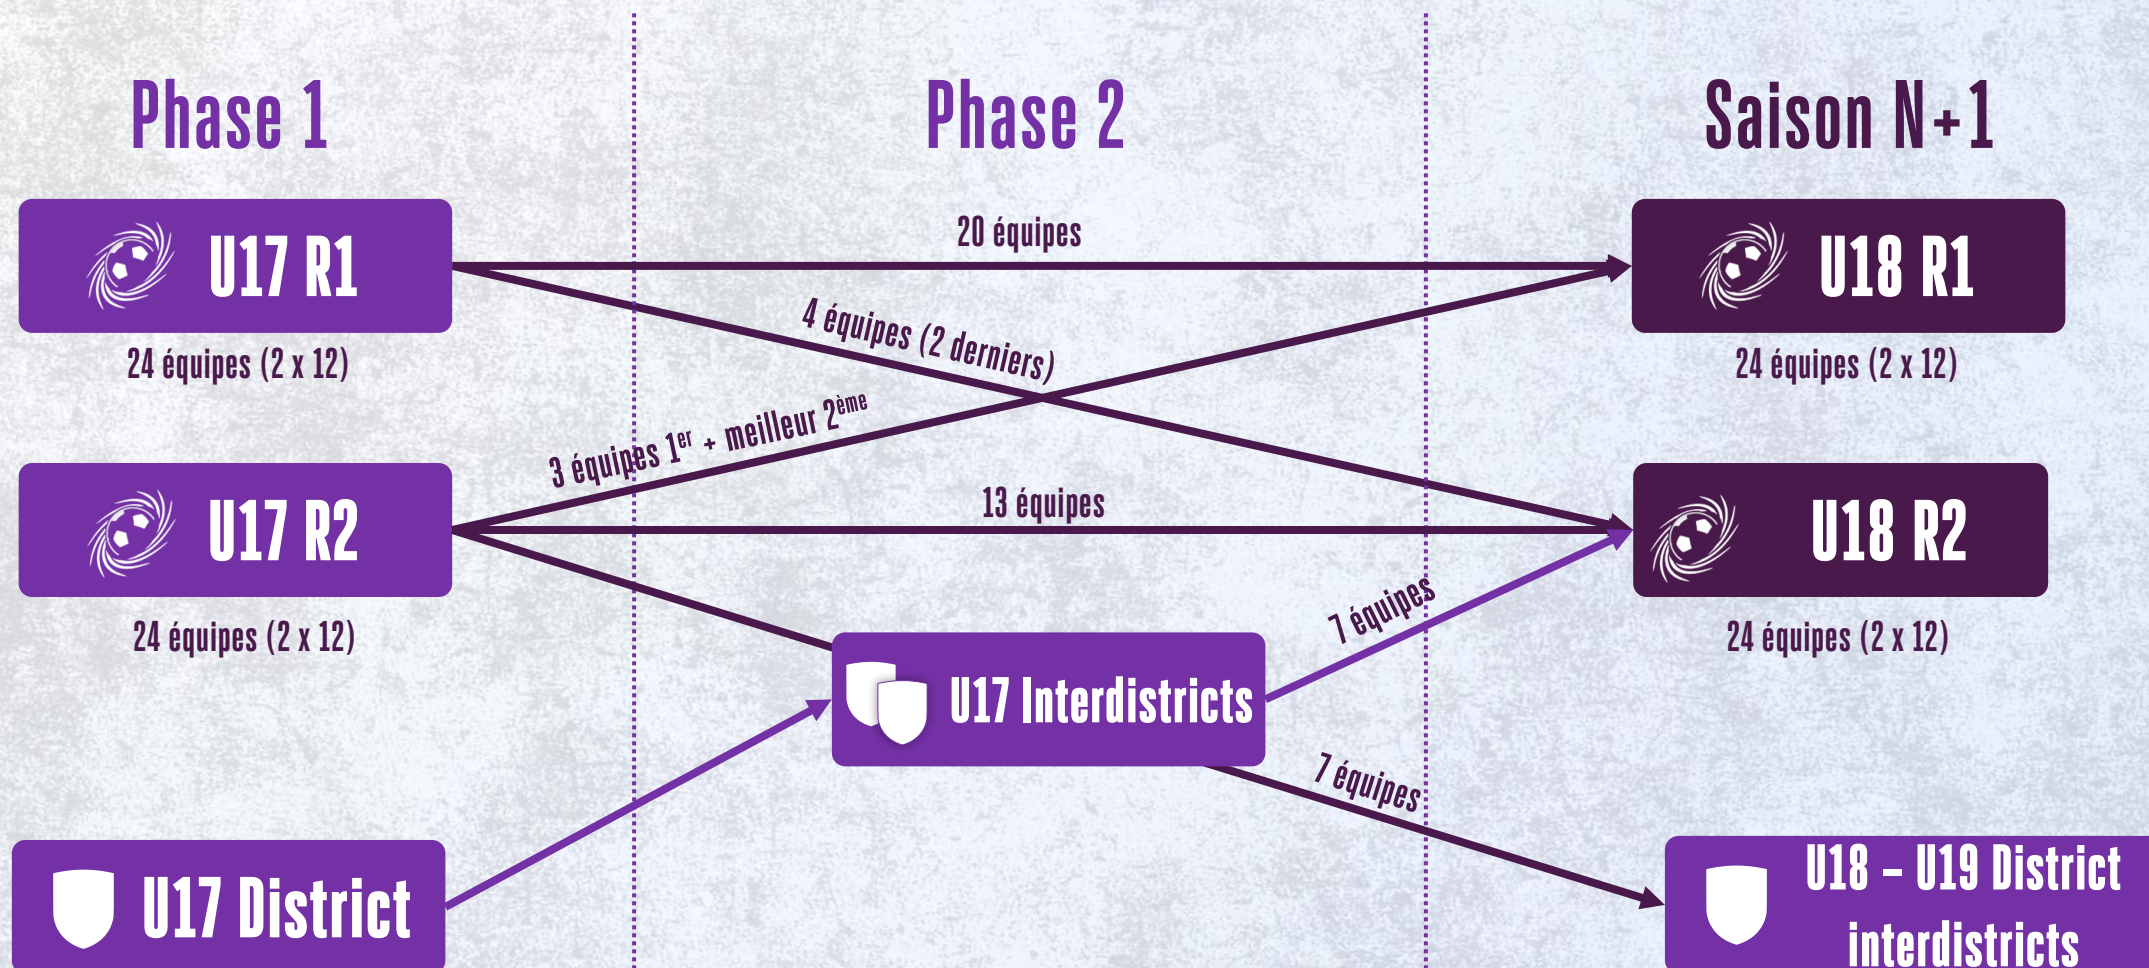 Phase 1
Phase 2
Saison N+1
U17 R1
20 équipes
U18 R1
4 équipes (2 derniers)
24 équipes (2 x 12)
24 équipes (2 x 12)
3 équipes 1er + meilleur 2ème
U17 R2
13 équipes
U18 R2
24 équipes (2 x 12)
7 équipes
24 équipes (2 x 12)
U17 Interdistricts
7 équipes
U17 District
U18 – U19 District
interdistricts